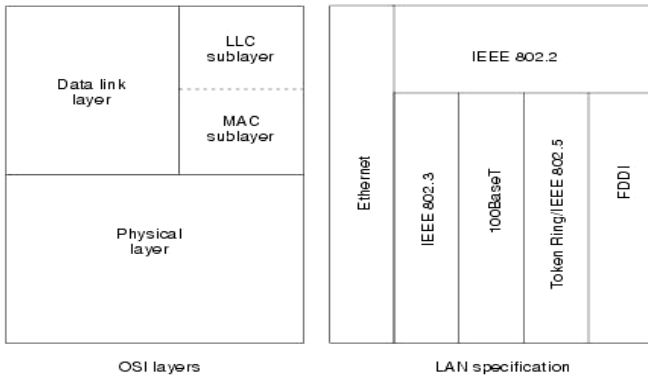 Data link
layer
LLC
sublayer
MAC
sublayer
Physical
layer
OSI layers
Ethernet
IEEE 802.2
IEEE 802.3
100BaseT
Token Ring/IEEE 802.5
FDDI
LAN specification